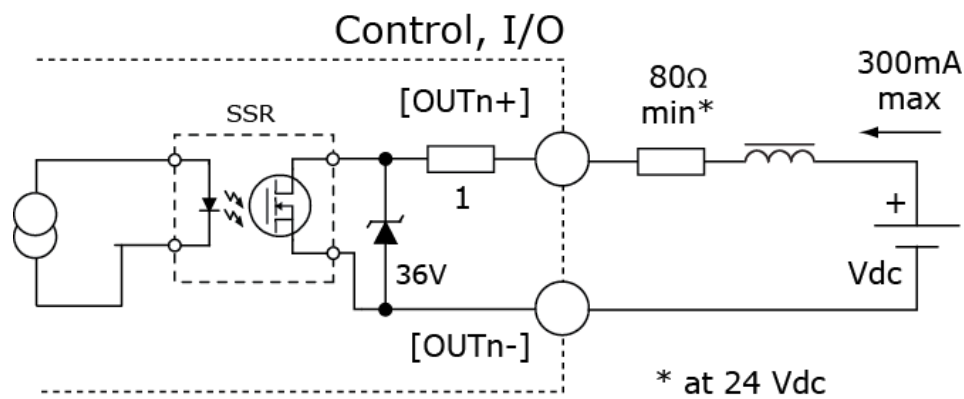 Control, I/O
[OUTn+]
80Ω
min*
300mA
max
SSR
1
+
36V
Vdc
[OUTn-]
* at 24 Vdc